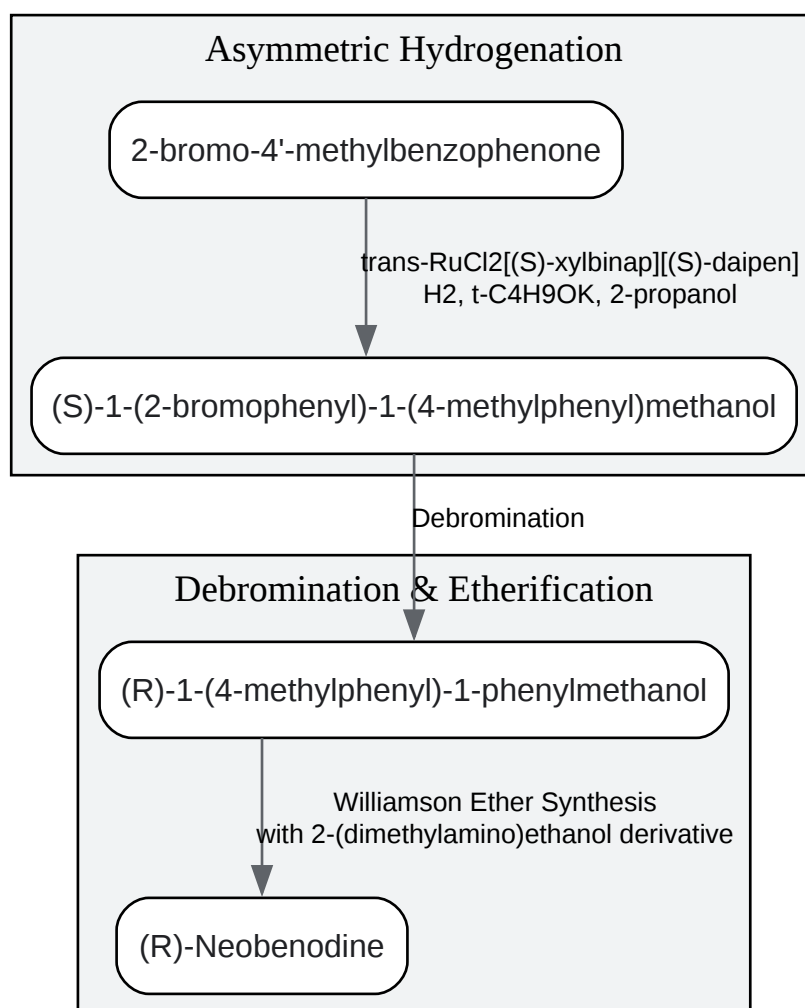 Asymmetric Hydrogenation
2-bromo-4'-methylbenzophenone
trans-RuCl2[(S)-xylbinap][(S)-daipen]
H2, t-C4H9OK, 2-propanol
(S)-1-(2-bromophenyl)-1-(4-methylphenyl)methanol
Debromination
Debromination & Etherification
(R)-1-(4-methylphenyl)-1-phenylmethanol
Williamson Ether Synthesis
with 2-(dimethylamino)ethanol derivative
(R)-Neobenodine